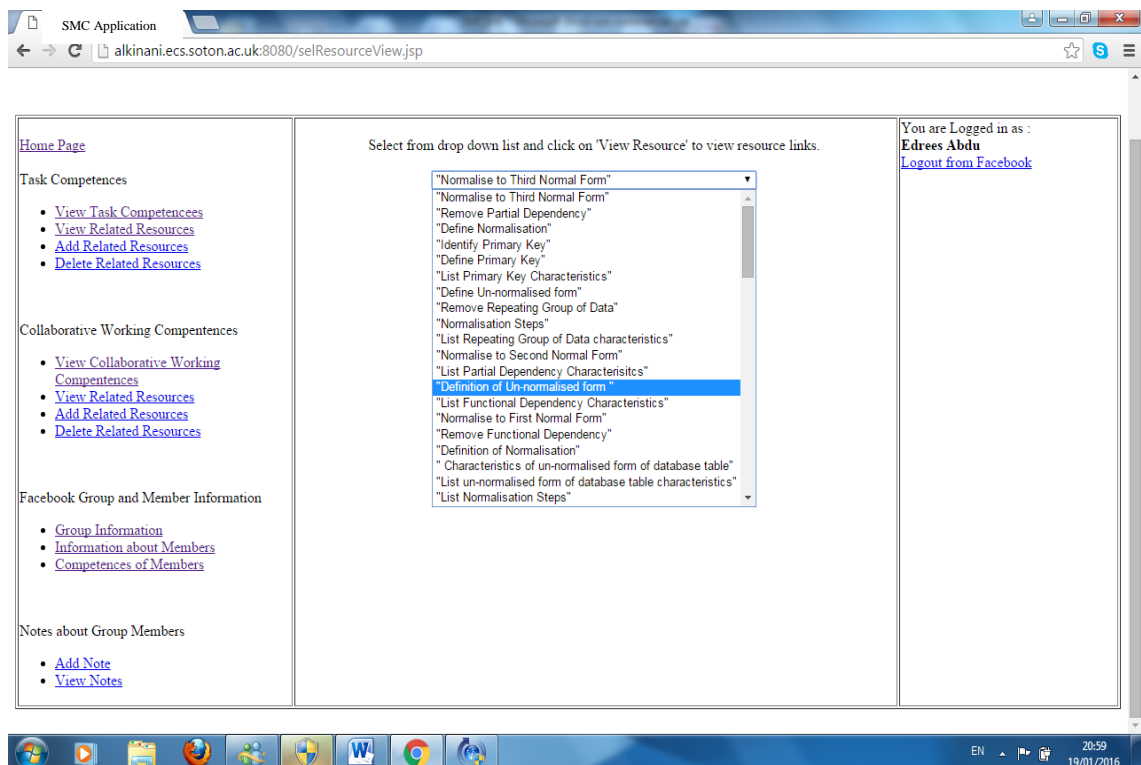 SMC Application
alkinani.ecs.soton.ac.uk:8080/selResourceView.jsp
Home Page
Task Competences
View Task Competencees
View Related Resources
Add Related Resources
Delete Related Resources
Collaborative Working Compentences
View Collaborative Working
Compentences
View Related Resources
Add Related Resources
Delete Related Resources
Facebook Group and Member Information
Group Information
Information about Members
Competences of Members
Notes about Group Members
Add Note
View Notes
Select from drop down list and click on 'View Resource' to view resource links.
"Normalise to Third Normal Form"
"Normalise to Third Normal Form"
"Remove Partial Dependency"
"Define Normalisation"
"Identify Primary Key"
"Define Primary Key"
"List Primary Key Characteristics"
"Define Un-normalised form"
"Remove Repeating Group of Data"
"Normalisation Steps"
"List Repeating Group of Data characteristics"
"Normalise to Second Normal Form"
"List Partial Dependency Characterisitcs"
"Definition of Un-normalised form "
"List Functional Dependency Characteristics"
"Normalise to First Normal Form"
"Remove Functional Dependency"
"Definition of Normalisation"
" Characteristics of un-normalised form of database table"
"List un-normalised form of database table characteristics"
"List Normalisation Steps"
You are Logged in as :
Edrees Abdu
Logout from Facebook
EN
20:59
19/01/2016